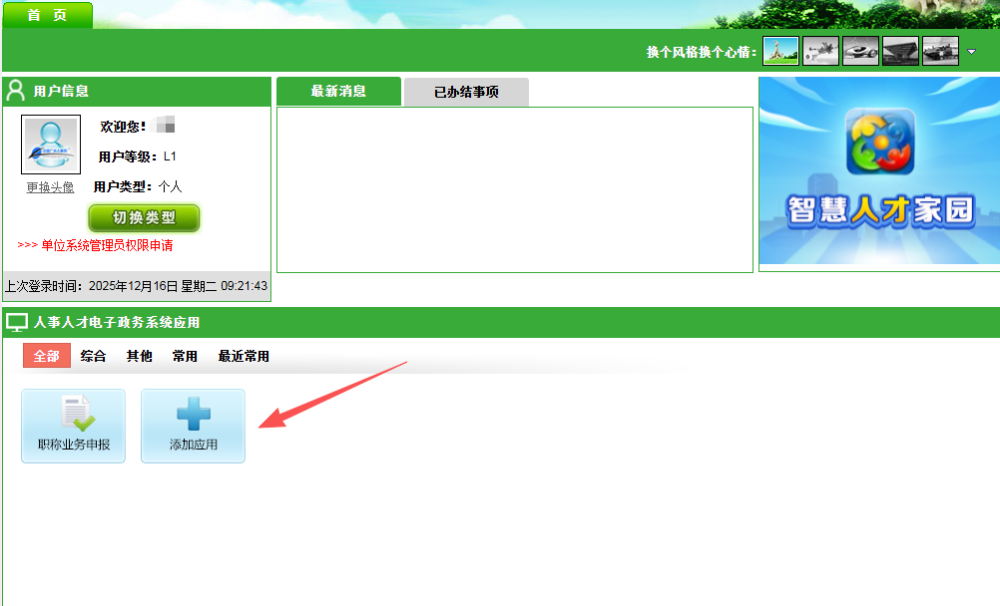 首 页
换个风格换个心情：
用户信息
欢迎您！
用户等级：L1
更换头像
用户类型：个人
切换类型
>>> 单位系统管理员权限申请
上次登录时间：2025年12月16日 星期二 09:21:43
最新消息
已办结事项
智慧人才家园
人事人才电子政务系统应用
全部
综合
其他
常用
最近常用
职称业务申报
添加应用